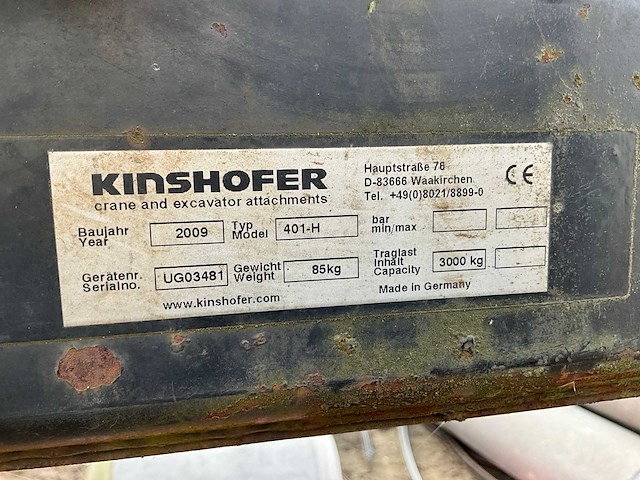 KINSHOFER
crane and excavator attachments
Hauptstraße 76
D-83666 Waakirchen
Tel. +49(0)8021/8899-0
CE
Baujahr
Year
2009
Typ
Model
401-H
bar
min/max
Gerätenr.
Serialno.
UG03481
Gewicht
Weight
85kg
Traglast
Inhalt
Capacity
3000 kg
www.kinshofer.com
Made in Germany